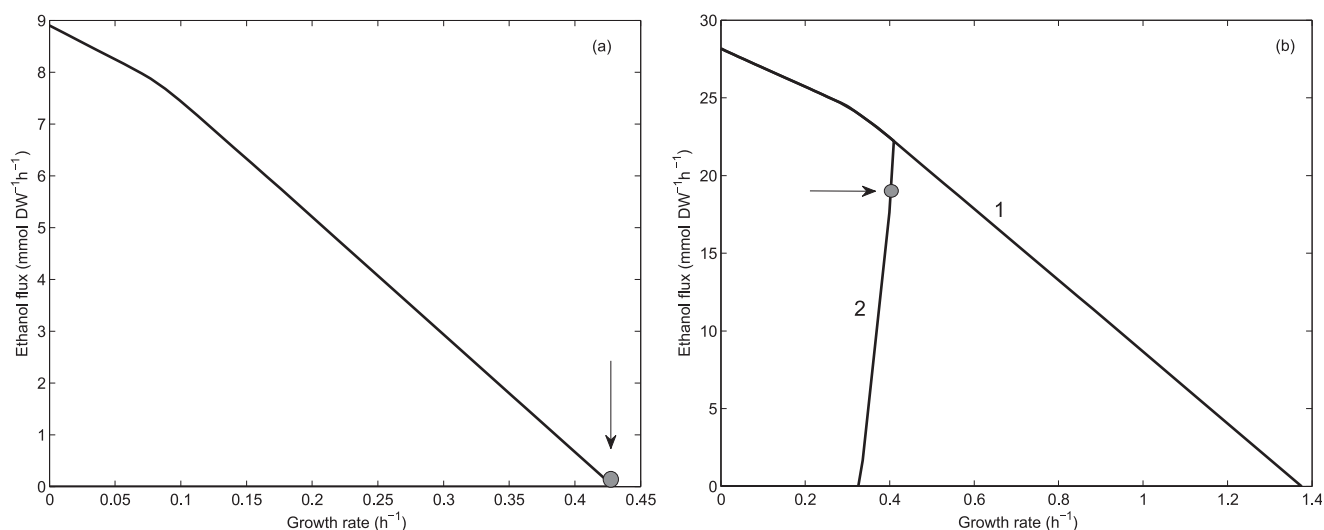 (a)
9
8
7
6
5
4
3
2
1
0
Ethanol flux (mmol DW⁻¹h⁻¹)
0 0.05 0.1 0.15 0.2 0.25 0.3 0.35 0.4 0.45
Growth rate (h⁻¹)
(b)
30
25
20
15
10
5
0
Ethanol flux (mmol DW⁻¹h⁻¹)
1
2
0 0.2 0.4 0.6 0.8 1 1.2 1.4
Growth rate (h⁻¹)